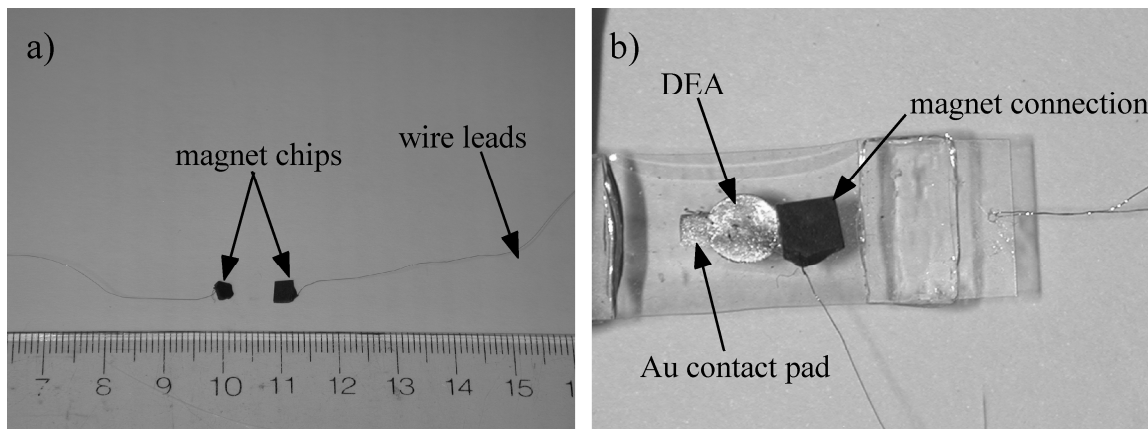 a)
magnet chips
wire leads
7 8 9 10 11 12 13 14 15 1
b)
DEA
magnet connection
Au contact pad